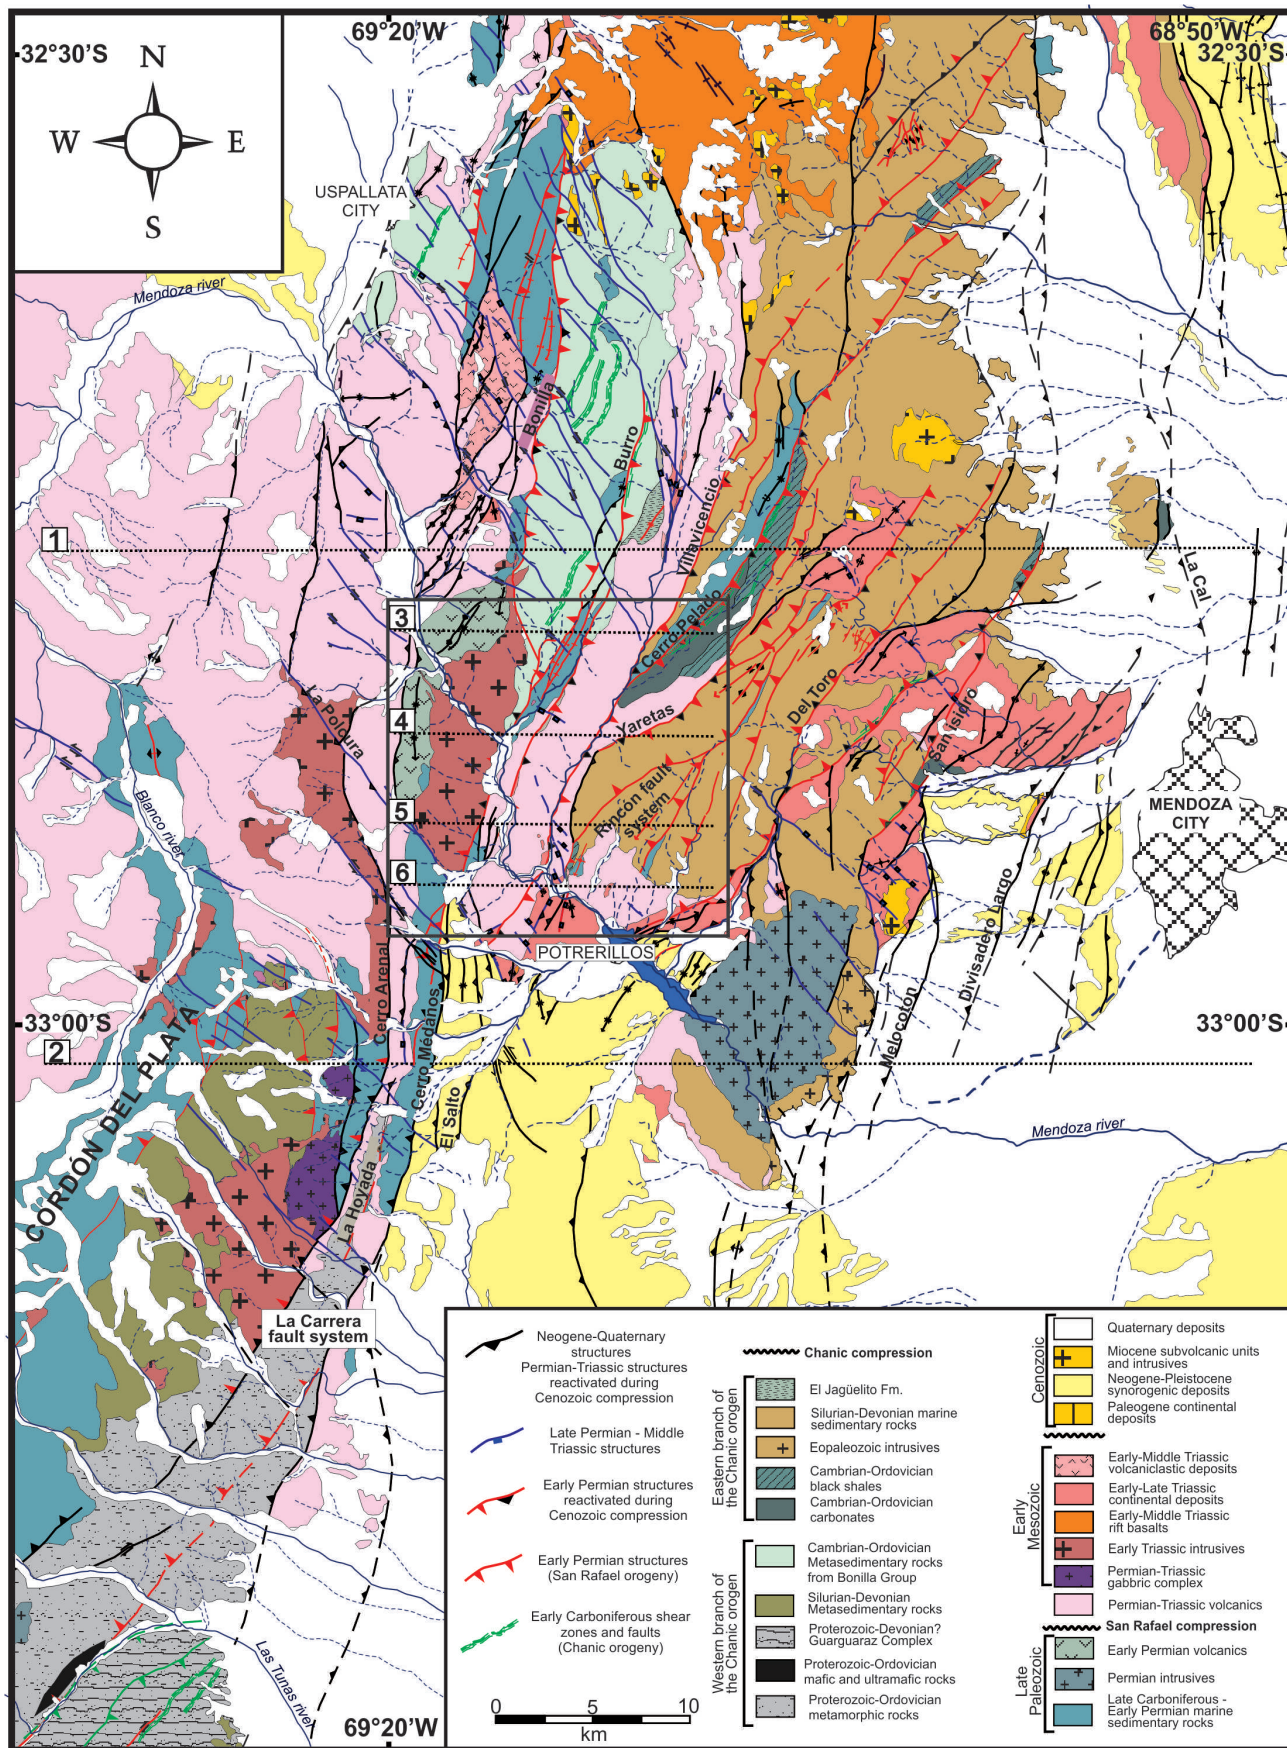 69°20'W
68°50'W
32°30'S
32°30'S
N
W
E
S
USPALLATA
CITY
Mendoza river
Bonilla
Burro
Villavicencio
1
La Cal
3
Cerro Pelado
La Polcura
4
Yaretas
Del Toro
San Isidro
Blanco river
5
Rincón fault
system
MENDOZA
CITY
6
Divisadero Largo
POTRERILLOS
Cerro Arenal
Cerro Médanos
33°00'S
33°00'S
Melocoton
2
CORDÓN DEL PLATA
El Salto
Mendoza river
La Hoyada
La Carrera
fault system
Las Tunas river
69°20'W
Neogene-Quaternary
structures
Permian-Triassic structures
reactivated during
Cenozoic compression
Late Permian - Middle
Triassic structures
Early Permian structures
reactivated during
Cenozoic compression
Early Permian structures
(San Rafael orogeny)
Early Carboniferous shear
zones and faults
(Chanic orogeny)
0 5 10
km
Chanic compression
Eastern branch of
the Chanic orogen
El Jagüelito Fm.
Silurian-Devonian marine
sedimentary rocks
Eopaleozoic intrusives
Cambrian-Ordovician
black shales
Cambrian-Ordovician
carbonates
Western branch of
the Chanic orogen
Cambrian-Ordovician
Metasedimentary rocks
from Bonilla Group
Silurian-Devonian
Metasedimentary rocks
Proterozoic-Devonian?
Guarguaraz Complex
Proterozoic-Ordovician
mafic and ultramafic rocks
Proterozoic-Ordovician
metamorphic rocks
Cenozoic
Quaternary deposits
Miocene subvolcanic units
and intrusives
Neogene-Pleistocene
synorogenic deposits
Paleogene continental
deposits
Early
Mesozoic
Early-Middle Triassic
volcaniclastic deposits
Early-Late Triassic
continental deposits
Early-Middle Triassic
rift basalts
Early Triassic intrusives
Permian-Triassic
gabbric complex
Permian-Triassic volcanics
San Rafael compression
Late
Paleozoic
Early Permian volcanics
Permian intrusives
Late Carboniferous -
Early Permian marine
sedimentary rocks